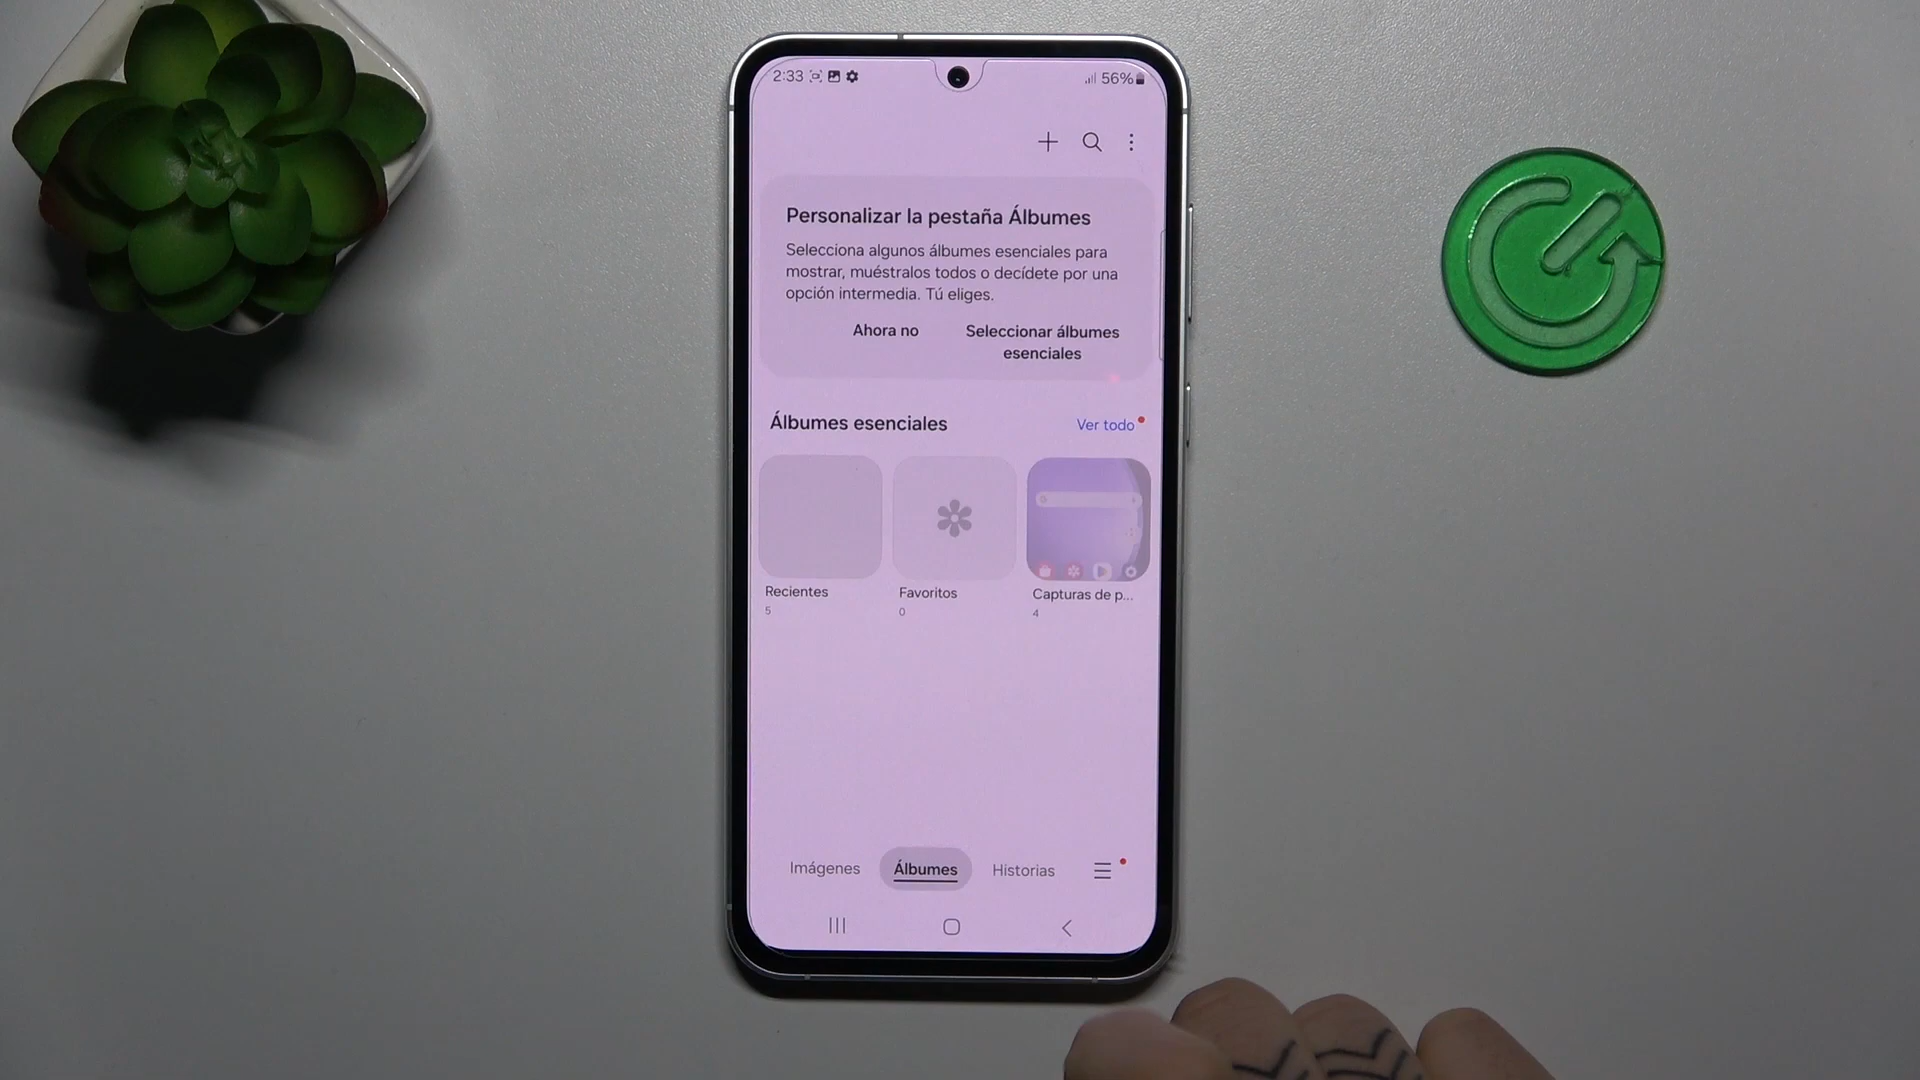 2:33
56%
Personalizar la pestaña Álbumes
Selecciona algunos álbumes esenciales para
mostrar, muéstralos todos o decídete por una
opción intermedia. Tú eliges.
Ahora no
Seleccionar álbumes
esenciales
Álbumes esenciales
Ver todo
Recientes
5
Favoritos
0
Capturas de p...
4
Imágenes
Álbumes
Historias